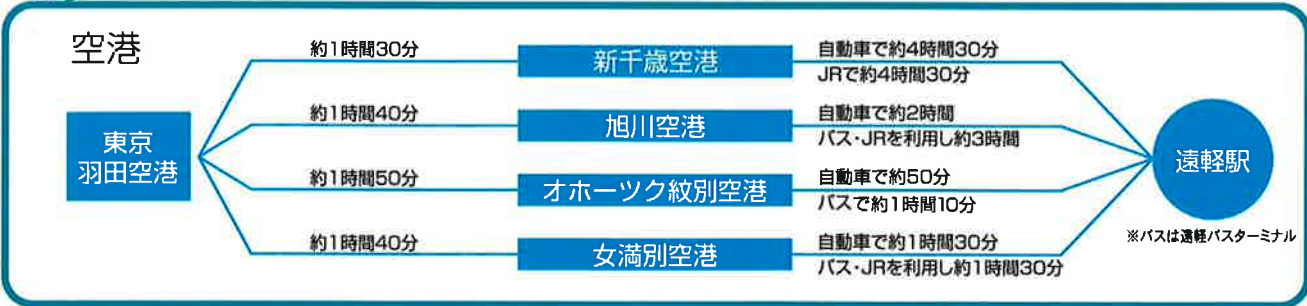 空港
東京
羽田空港
約1時間30分
新千歳空港
自動車で約4時間30分
JRで約4時間30分
約1時間40分
旭川空港
自動車で約2時間
バス・JRを利用し約3時間
約1時間50分
オホーツク紋別空港
自動車で約50分
バスで約1時間10分
約1時間40分
女満別空港
自動車で約1時間30分
バス・JRを利用し約1時間30分
遠軽駅
※バスは遠軽バスターミナル